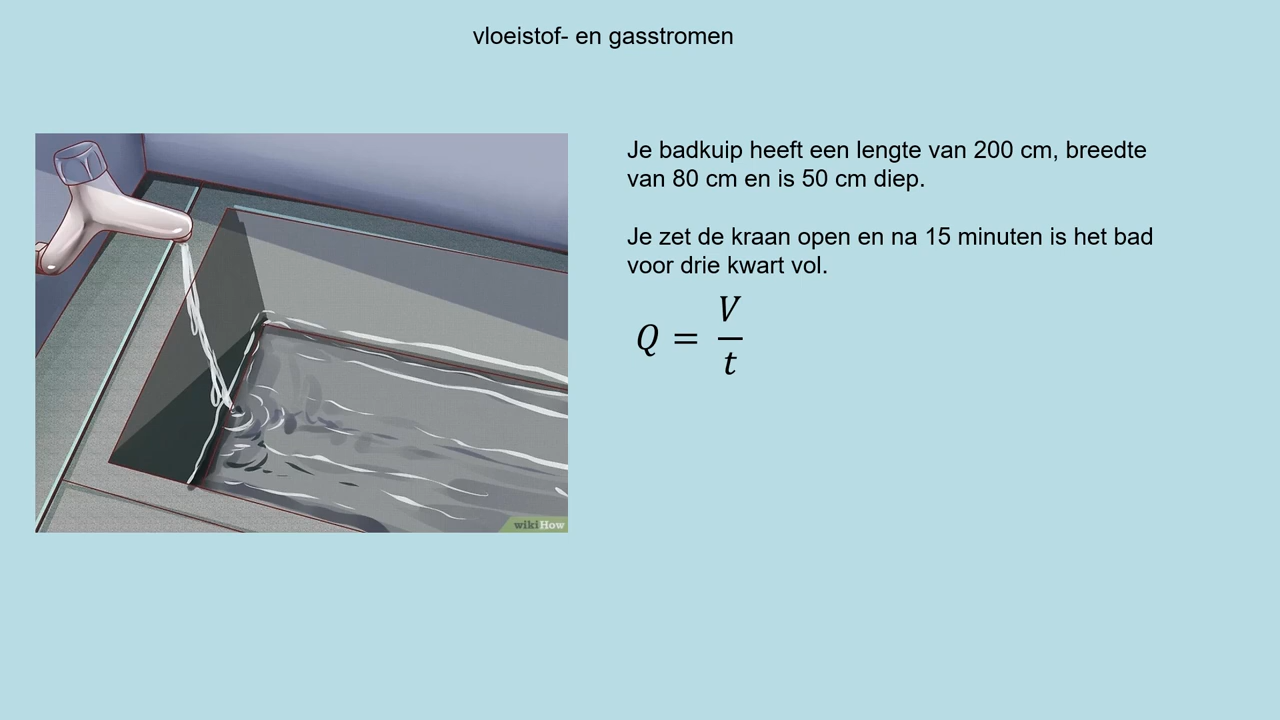 vloeistof- en gasstromen
Je badkuip heeft een lengte van 200 cm, breedte
van 80 cm en is 50 cm diep.
Je zet de kraan open en na 15 minuten is het bad
voor drie kwart vol.
Q = V/t
wikiHow